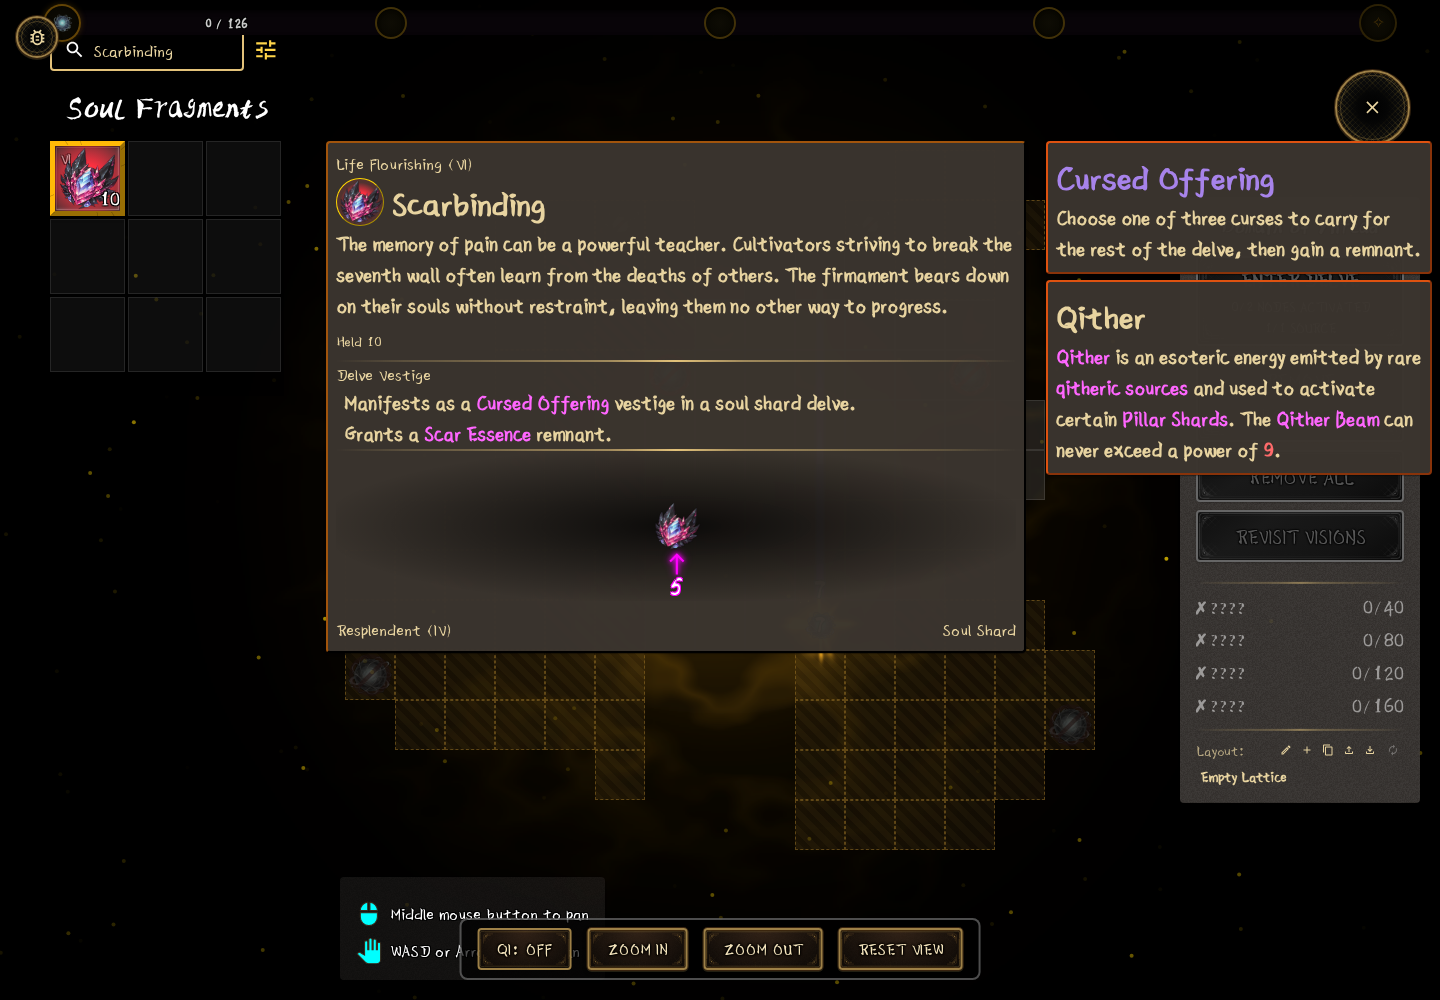 0 / 126
Scarbinding
Soul Fragments
VI
10
Life Flourishing (VI)
Scarbinding
The memory of pain can be a powerful teacher. Cultivators striving to break the
seventh wall often learn from the deaths of others. The firmament bears down
on their souls without restraint, leaving them no other way to progress.
Held 10
Delve Vestige
Manifests as a Cursed Offering vestige in a soul shard delve.
Grants a Scar Essence remnant.
5
Resplendent (IV)
Soul Shard
Cursed Offering
Choose one of three curses to carry for
the rest of the delve, then gain a remnant.
ENTER DELVE
Qither
Qither is an esoteric energy emitted by rare
qitheric sources and used to activate
certain Pillar Shards. The Qither Beam can
never exceed a power of 9.
REMOVE ALL
REVISIT VISIONS
✗ ???? 0/40
✗ ???? 0/80
✗ ???? 0/120
✗ ???? 0/160
Layout:
Empty Lattice
Middle mouse button to pan
WASD or
QI: OFF
ZOOM IN
ZOOM OUT
RESET VIEW